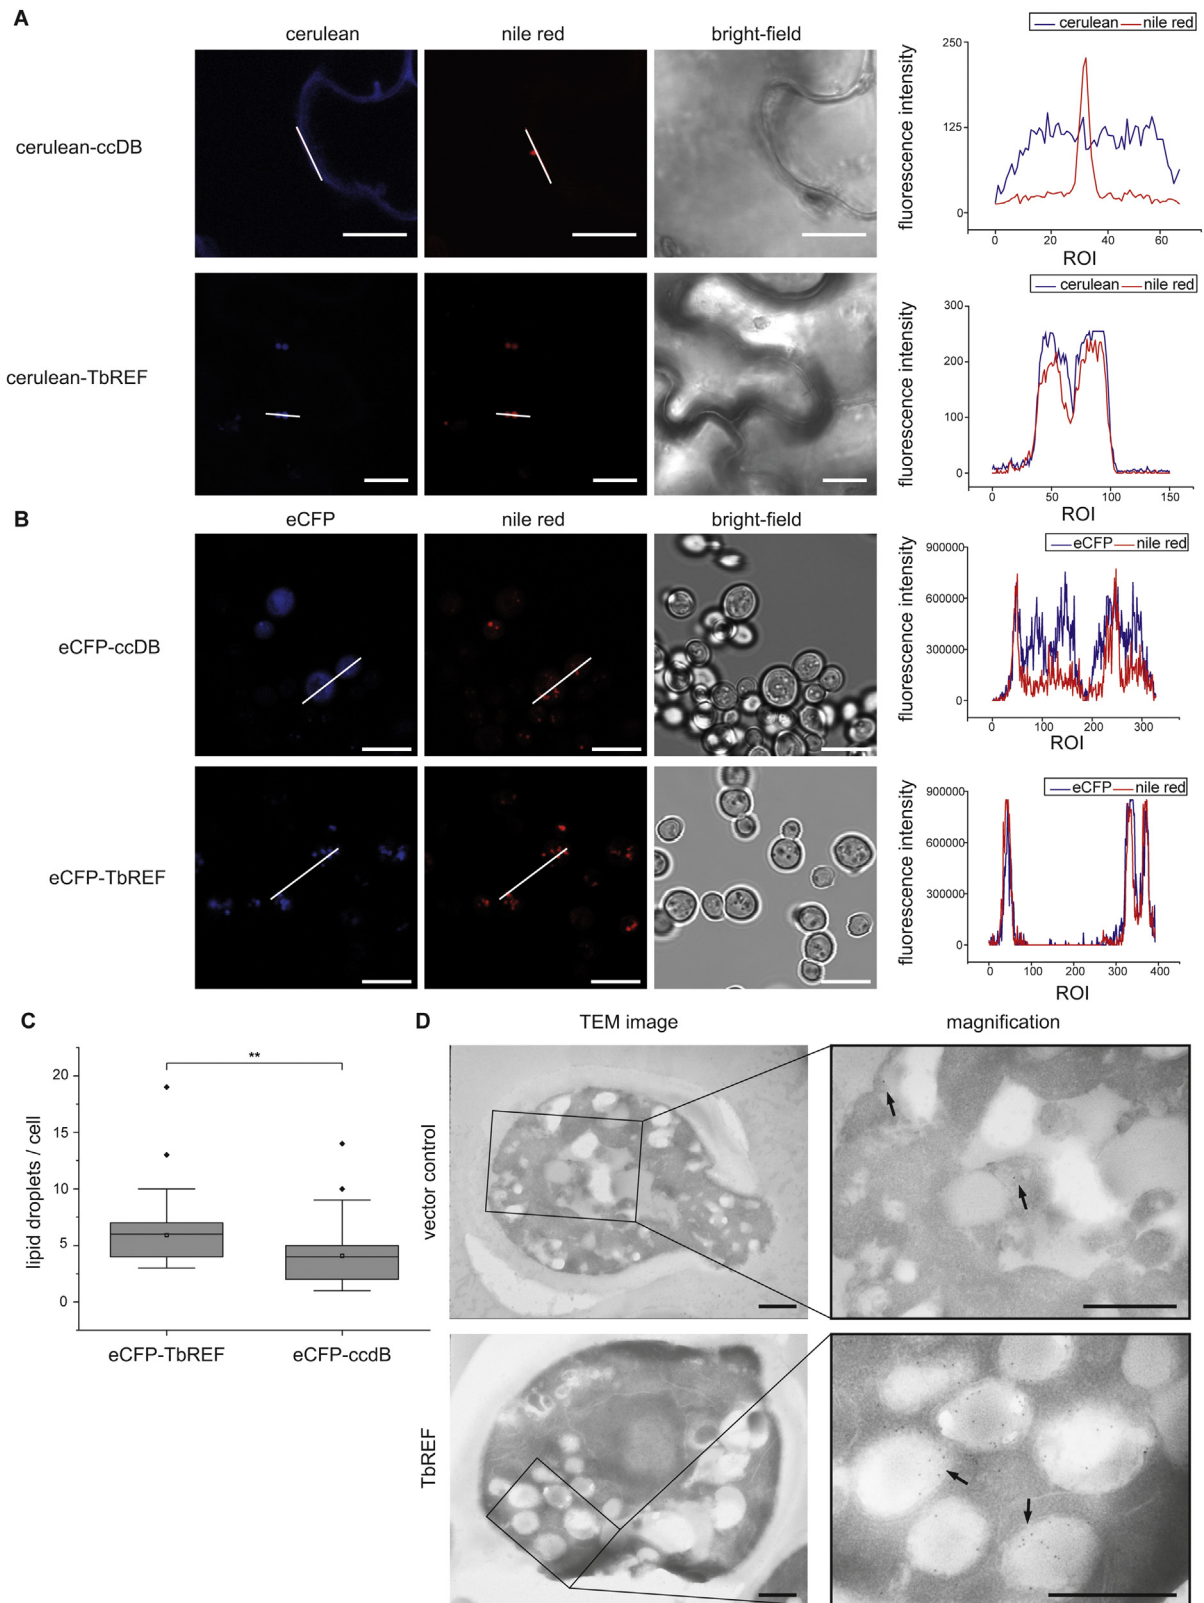 A
cerulean
nile red
bright-field
cerulean nile red
cerulean-ccDB
fluorescence intensity
250
125
0
0 20 40 60
ROI
cerulean nile red
cerulean-TbREF
fluorescence intensity
300
200
100
0
0 50 100 150
ROI
B
eCFP
nile red
bright-field
eCFP nile red
eCFP-ccDB
fluorescence intensity
900000
600000
300000
0
0 100 200 300
ROI
eCFP nile red
eCFP-TbREF
fluorescence intensity
900000
600000
300000
0
0 100 200 300 400
ROI
C
lipid droplets / cell
20
15
10
5
0
**
eCFP-TbREF
eCFP-ccdB
D
TEM image
magnification
vector control
TbREF